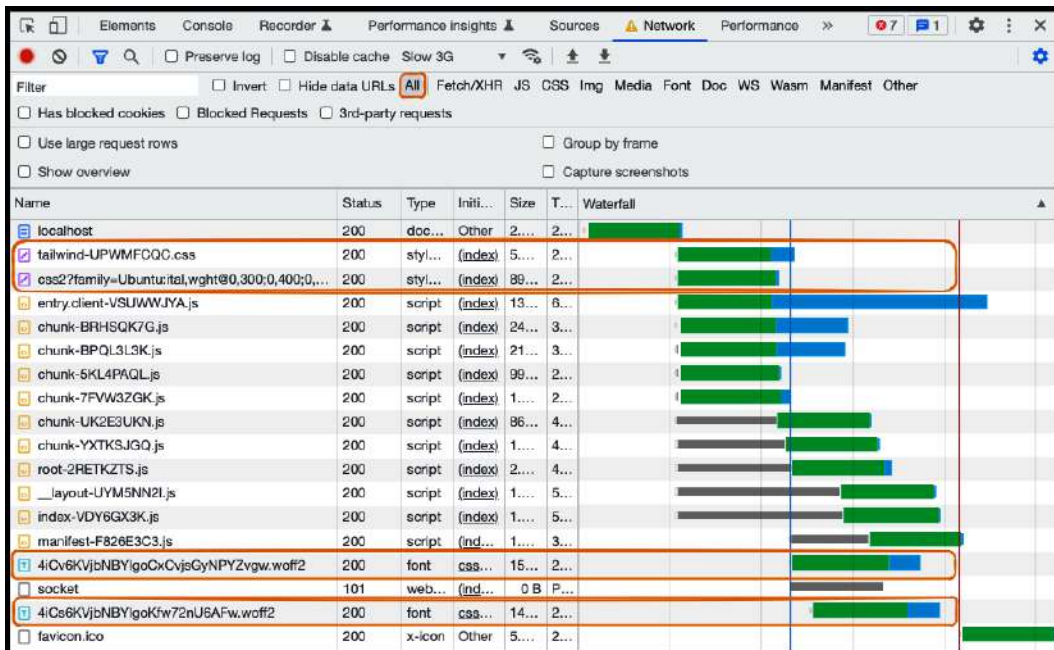 Elements Console Recorder Performance insights Sources Network Performance » 7 1
Preserve log Disable cache Slow 3G
Filter Invert Hide data URLs All Fetch/XHR JS CSS Img Media Font Doc WS Wasm Manifest Other
Has blocked cookies Blocked Requests 3rd-party requests
Use large request rows Group by frame
Show overview Capture screenshots
Name Status Type Initi... Size T... Waterfall
localhost 200 doc... Other 2.... 2...
tailwind-UPWMFCQC.css 200 styl... (index) 5.... 2...
css2?family=Ubuntu:ital,wght@0,300;0,400;0,... 200 styl... (index) 89... 2...
entry.client-VSUWWJYA.js 200 script (index) 13... 6...
chunk-BRHSQK7G.js 200 script (index) 24... 3...
chunk-BPQL3L3K.js 200 script (index) 21... 3...
chunk-5KL4PAQL.js 200 script (index) 99... 2...
chunk-7FVW3ZGK.js 200 script (index) 1.... 2...
chunk-UK2E3UKN.js 200 script (index) 86... 4...
chunk-YXTKSJGQ.js 200 script (index) 1.... 4...
root-2RETKZTS.js 200 script (index) 2.... 4...
__layout-UYM5NN2I.js 200 script (index) 1.... 5...
index-VDY6GX3K.js 200 script (index) 1.... 5...
manifest-F826E3C3.js 200 script (ind... 1.... 3...
4iCv6KVjbNBYlgoCxCvjsGyNPYZvgw.woff2 200 font css... 15... 2...
socket 101 web... (ind... 0 B P...
4iCs6KVjbNBYlgoKfw72nU6AFw.woff2 200 font css... 14... 2...
favicon.ico 200 x-icon Other 5.... 2...